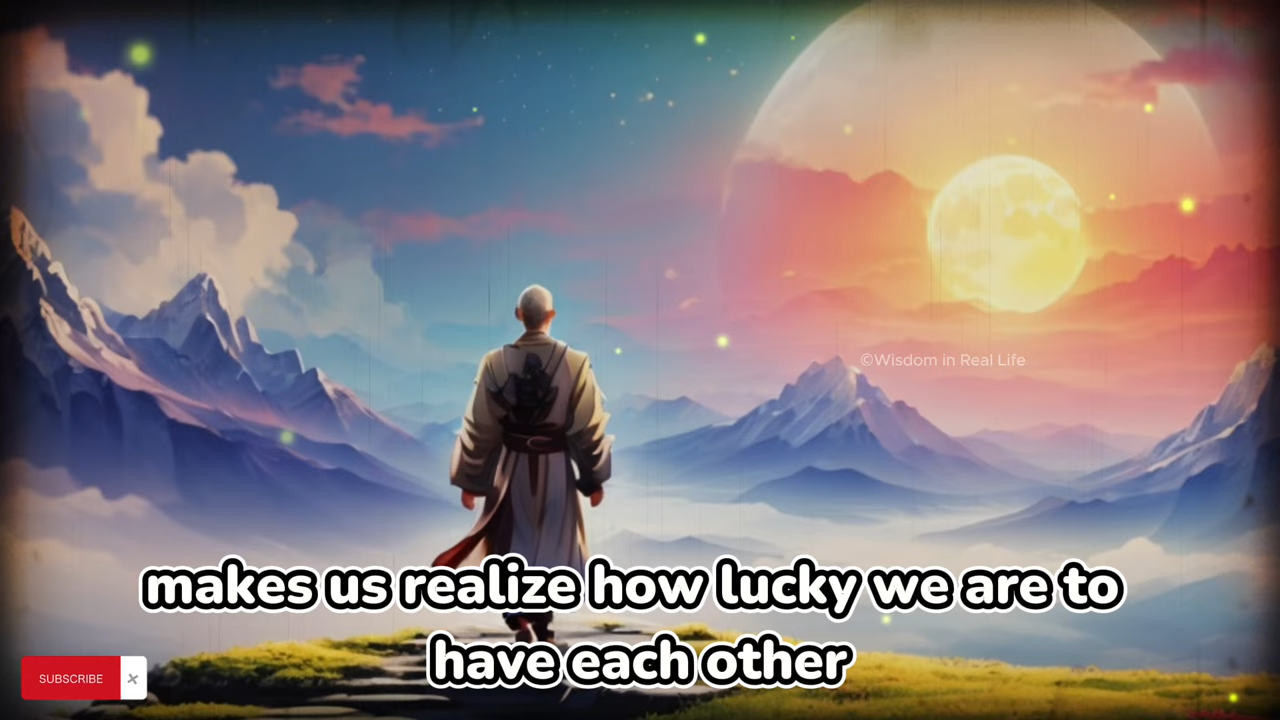 ©Wisdom in Real Life
makes us realize how lucky we are to
have each other
SUBSCRIBE